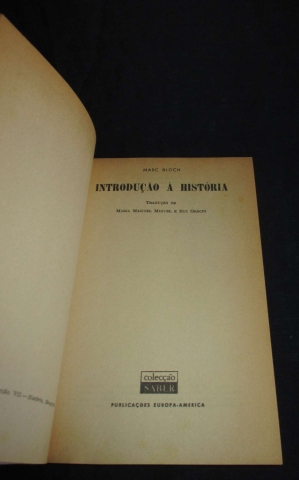 MARC BLOCH
INTRODUÇÃO À HISTÓRIA
TRADUÇÃO DE
MARIA MANUEL, MIGUEL E RUI GRÁCIO
colecção
SABER
PUBLICAÇÕES EUROPA-AMÉRICA